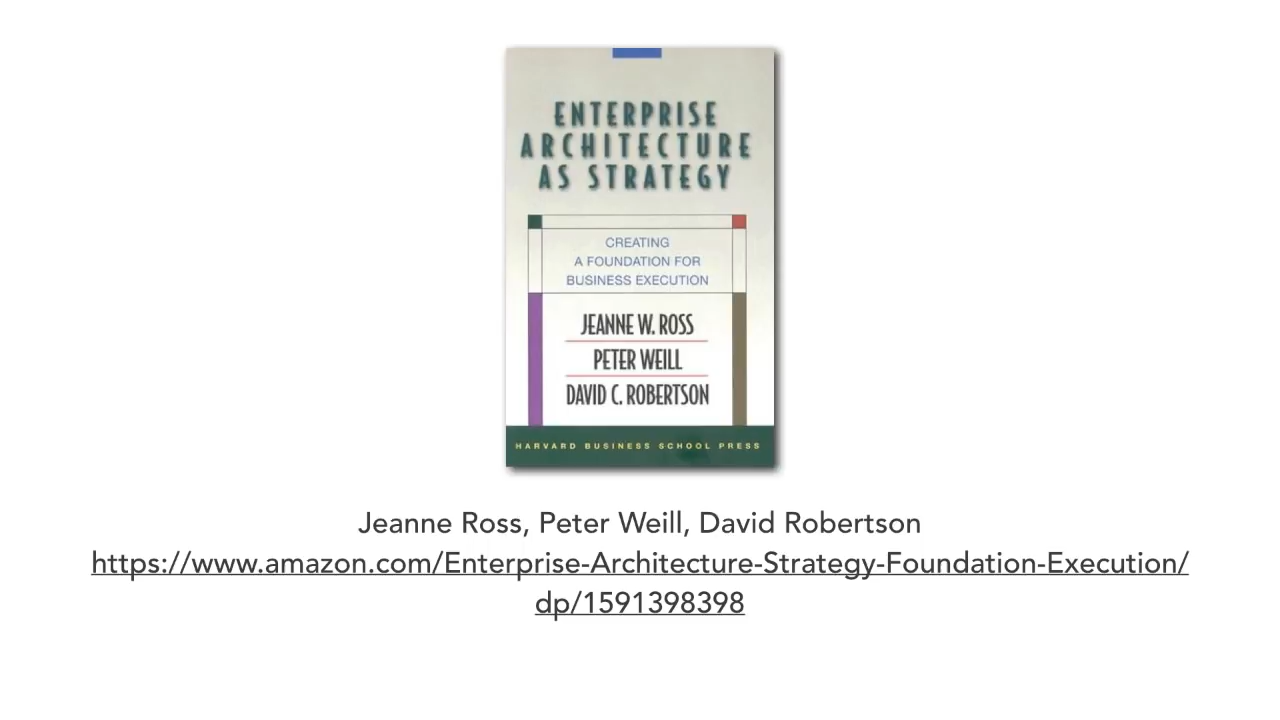 ENTERPRISE
ARCHITECTURE
AS STRATEGY
CREATING
A FOUNDATION FOR
BUSINESS EXECUTION
JEANNE W. ROSS
PETER WEILL
DAVID C. ROBERTSON
HARVARD BUSINESS SCHOOL PRESS
Jeanne Ross, Peter Weill, David Robertson
https://www.amazon.com/Enterprise-Architecture-Strategy-Foundation-Execution/
dp/1591398398